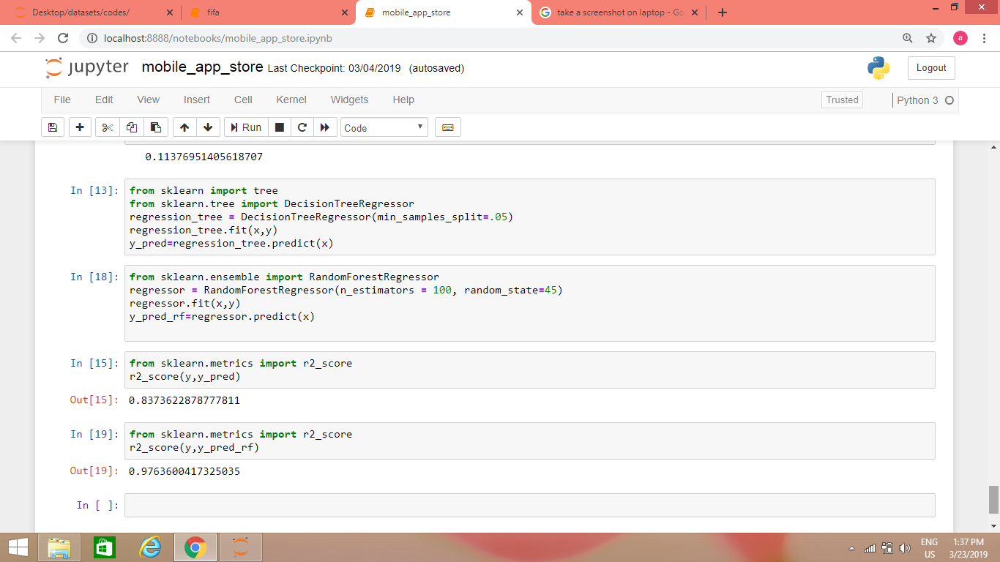 Desktop/datasets/codes/ fifa mobile_app_store take a screenshot on laptop - Go
localhost:8888/notebooks/mobile_app_store.ipynb a
jupyter mobile_app_store Last Checkpoint: 03/04/2019 (autosaved) Logout
File Edit View Insert Cell Kernel Widgets Help Trusted Python 3
Run Code
0.11376951405618707
In [13]: from sklearn import tree
from sklearn.tree import DecisionTreeRegressor
regression_tree = DecisionTreeRegressor(min_samples_split=.05)
regression_tree.fit(x,y)
y_pred=regression_tree.predict(x)
In [18]: from sklearn.ensemble import RandomForestRegressor
regressor = RandomForestRegressor(n_estimators = 100, random_state=45)
regressor.fit(x,y)
y_pred_rf=regressor.predict(x)
In [15]: from sklearn.metrics import r2_score
r2_score(y,y_pred)
Out[15]: 0.8373622878777811
In [19]: from sklearn.metrics import r2_score
r2_score(y,y_pred_rf)
Out[19]: 0.9763600417325035
In [ ]:
ENG 1:37 PM
US 3/23/2019